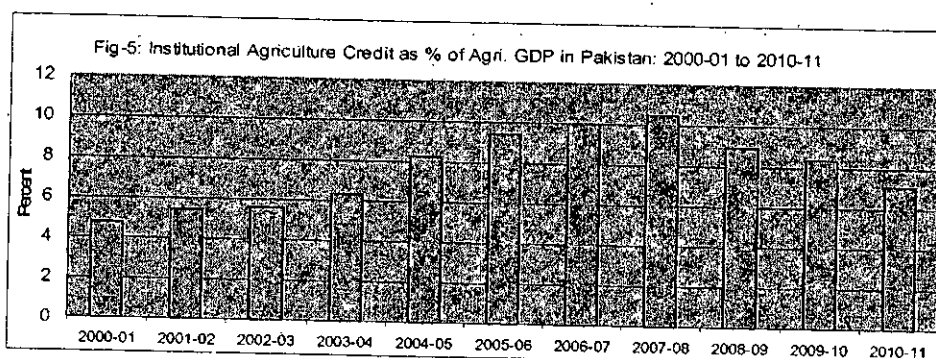 Fig-5: Institutional Agriculture Credit as % of Agri. GDP in Pakistan: 2000-01 to 2010-11
12
10
8
6
4
2
0
Percent
2000-01 2001-02 2002-03 2003-04 2004-05 2005-06 2006-07 2007-08 2008-09 2009-10 2010-11